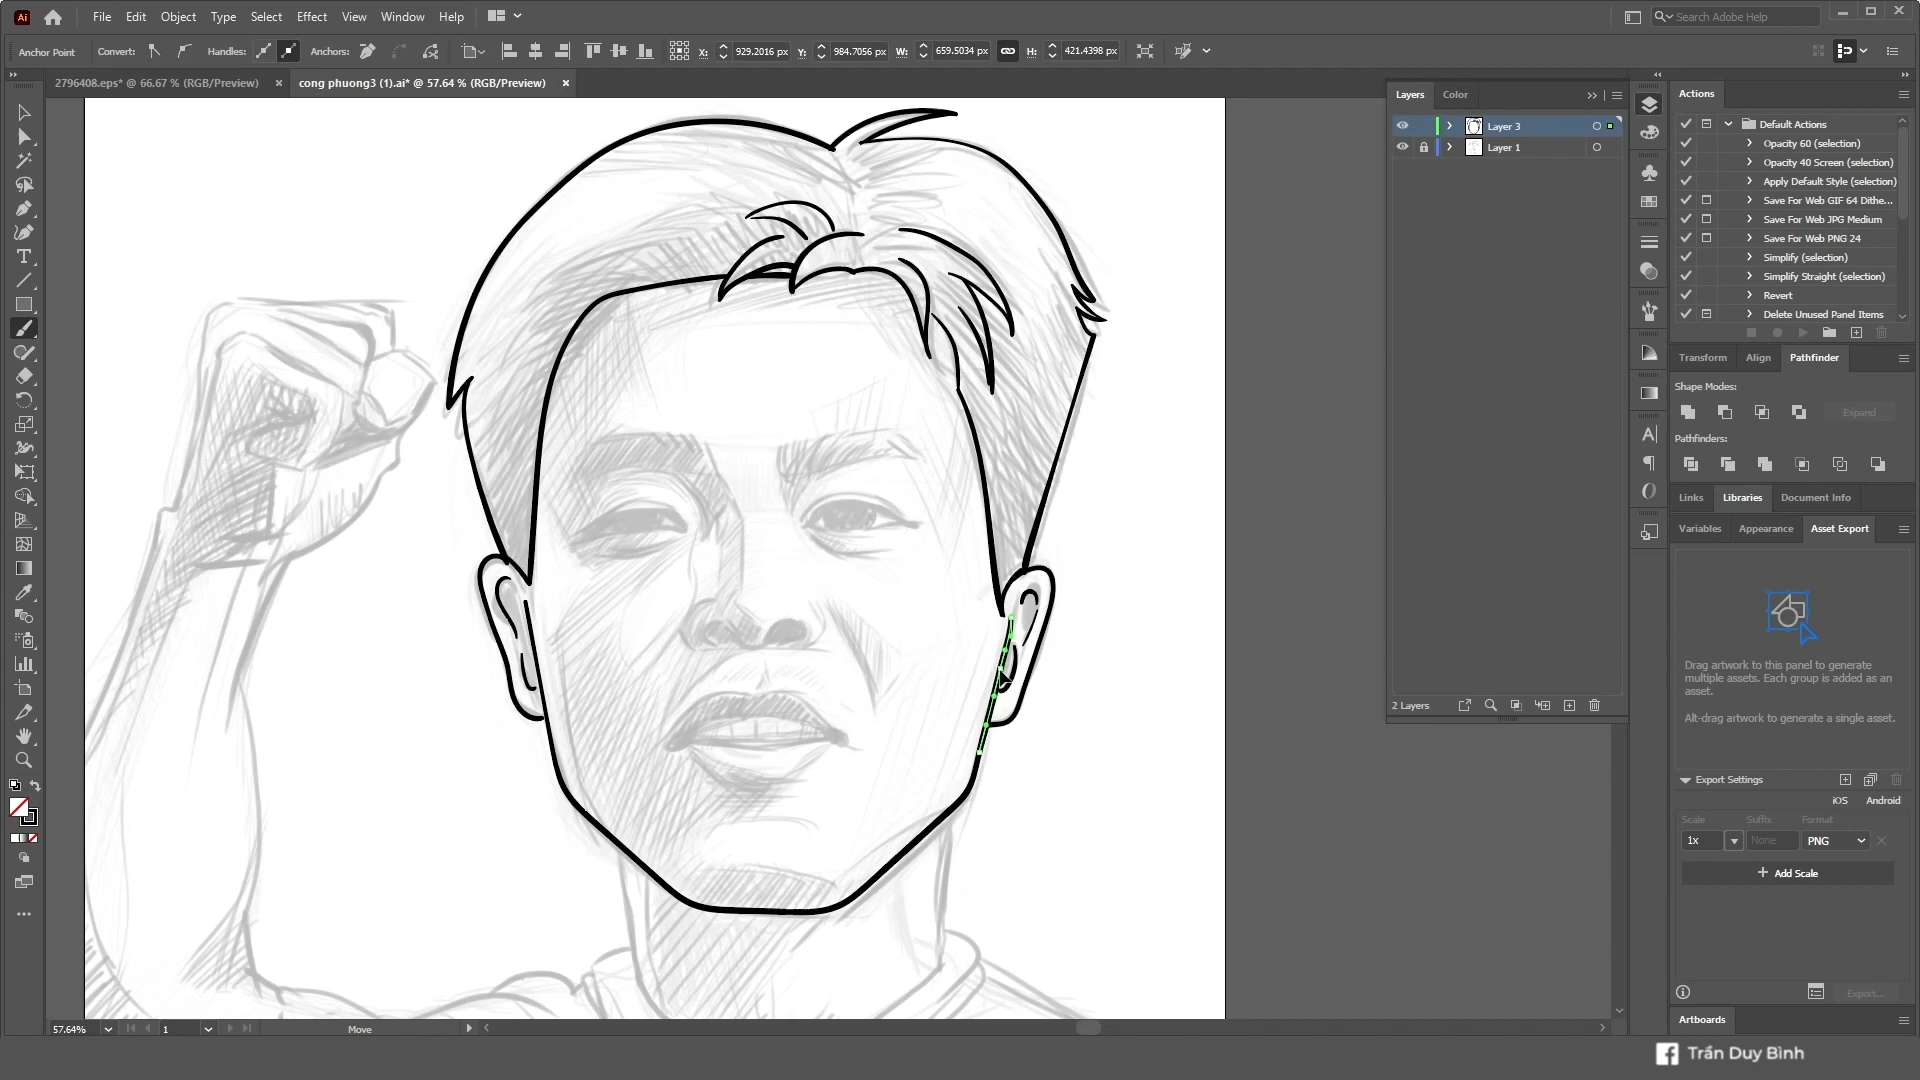 Ai File Edit Object Type Select Effect View Window Help Search Adobe Help
Anchor Point Convert: Handles: Anchors: X: 929.2016 px Y: 984.7056 px W: 659.5034 px H: 421.4398 px
2796408.eps* @ 66.67 % (RGB/Preview) × cong phuong3 (1).ai* @ 57.64 % (RGB/Preview) ×
Layers Color
Layer 3
Layer 1
2 Layers
Actions
Default Actions
Opacity 60 (selection)
Opacity 40 Screen (selection)
Apply Default Style (selection)
Save For Web GIF 64 Dithe...
Save For Web JPG Medium
Save For Web PNG 24
Simplify (selection)
Simplify Straight (selection)
Revert
Delete Unused Panel Items
Transform Align Pathfinder
Shape Modes:
Expand
Pathfinders:
Links Libraries Document Info
Variables Appearance Asset Export
Drag artwork to this panel to generate
multiple assets. Each group is added as an
asset.
Alt-drag artwork to generate a single asset.
Export Settings
iOS Android
Scale Suffix Format
1x None PNG
+ Add Scale
Export...
Artboards
57.64% 1 Move
Trần Duy Bình